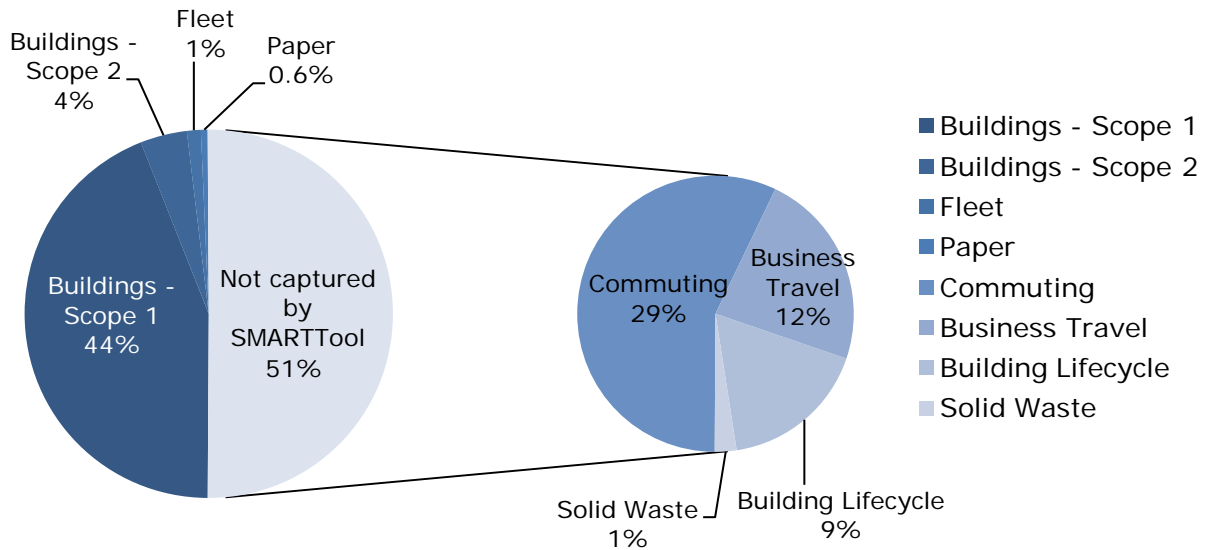 Fleet
1%
Buildings -
Scope 2
4%
Paper
0.6%
Buildings -
Scope 1
44%
Not captured
by
SMARTTool
51%
Commuting
29%
Business
Travel
12%
Solid Waste
1%
Building Lifecycle
9%
Buildings - Scope 1
Buildings - Scope 2
Fleet
Paper
Commuting
Business Travel
Building Lifecycle
Solid Waste